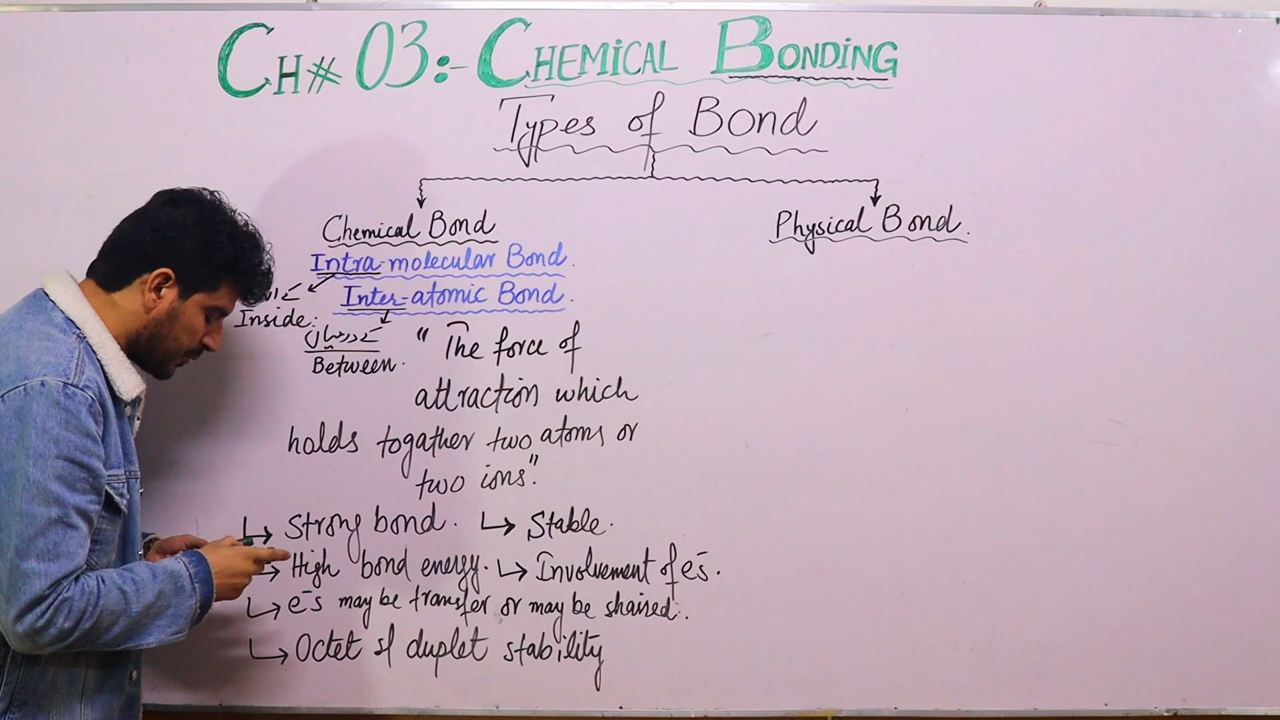 CH# 03:- CHEMICAL BONDING
Types of Bond
Chemical Bond
Physical Bond.
Intra-molecular Bond.
Inter-atomic Bond.
Inside:
کے درمیان
Between.
"The force of
attraction which
holds togather two atoms or
two ions".
Strong bond. Stable.
High bond energy. Involvement of e̅s.
e̅s may be transfer or may be shaired.
Octet duplet stability